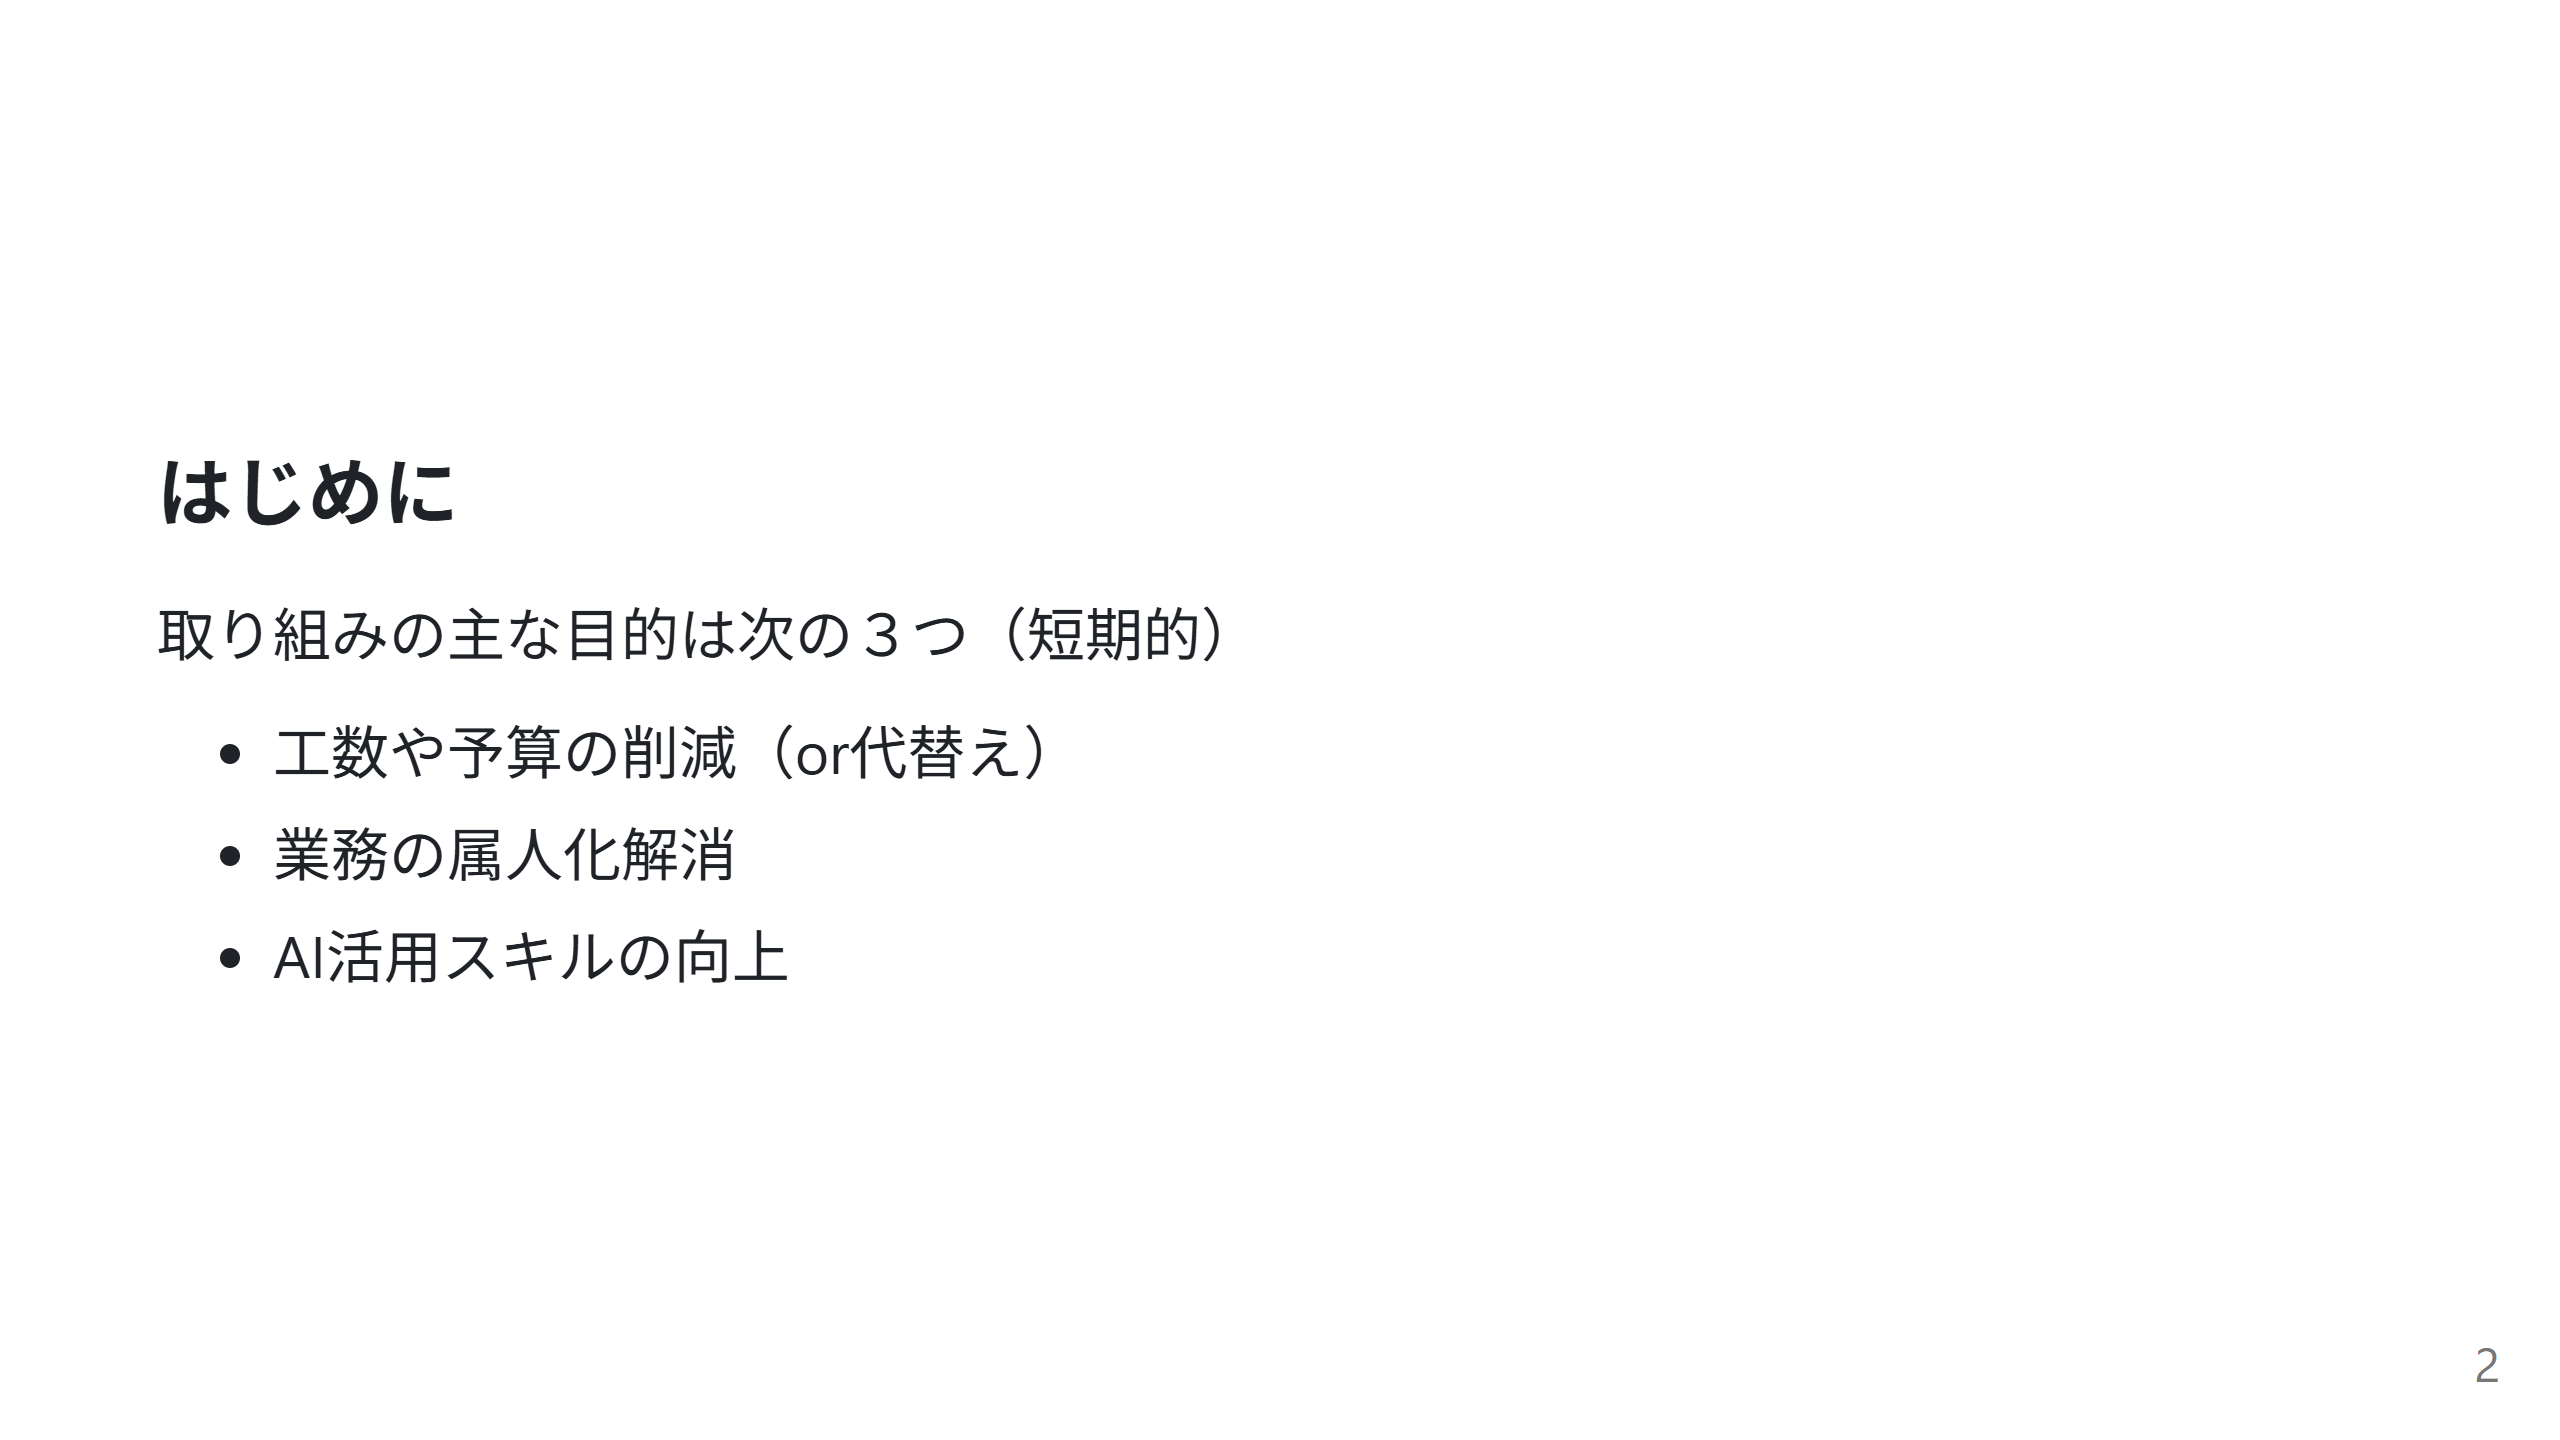 はじめに
取り組みの主な目的は次の３つ（短期的）
• 工数や予算の削減（or代替え）
• 業務の属人化解消
• AI活用スキルの向上
2